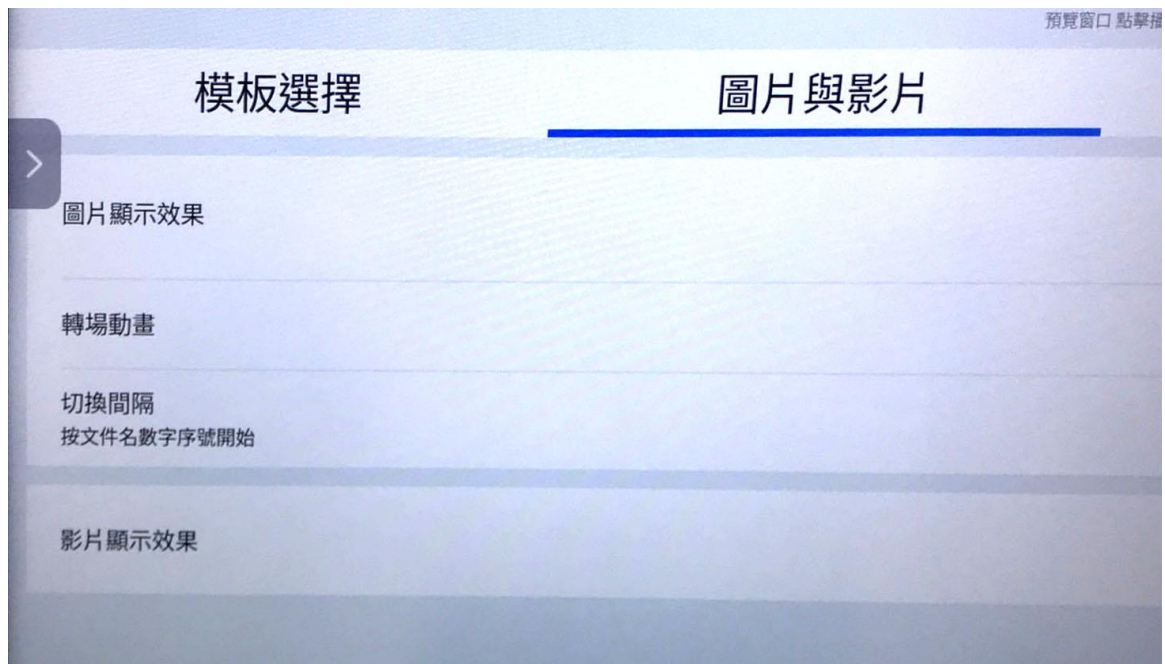 預覽窗口 點擊播
模板選擇
圖片與影片
圖片顯示效果
轉場動畫
切換間隔
按文件名數字序號開始
影片顯示效果